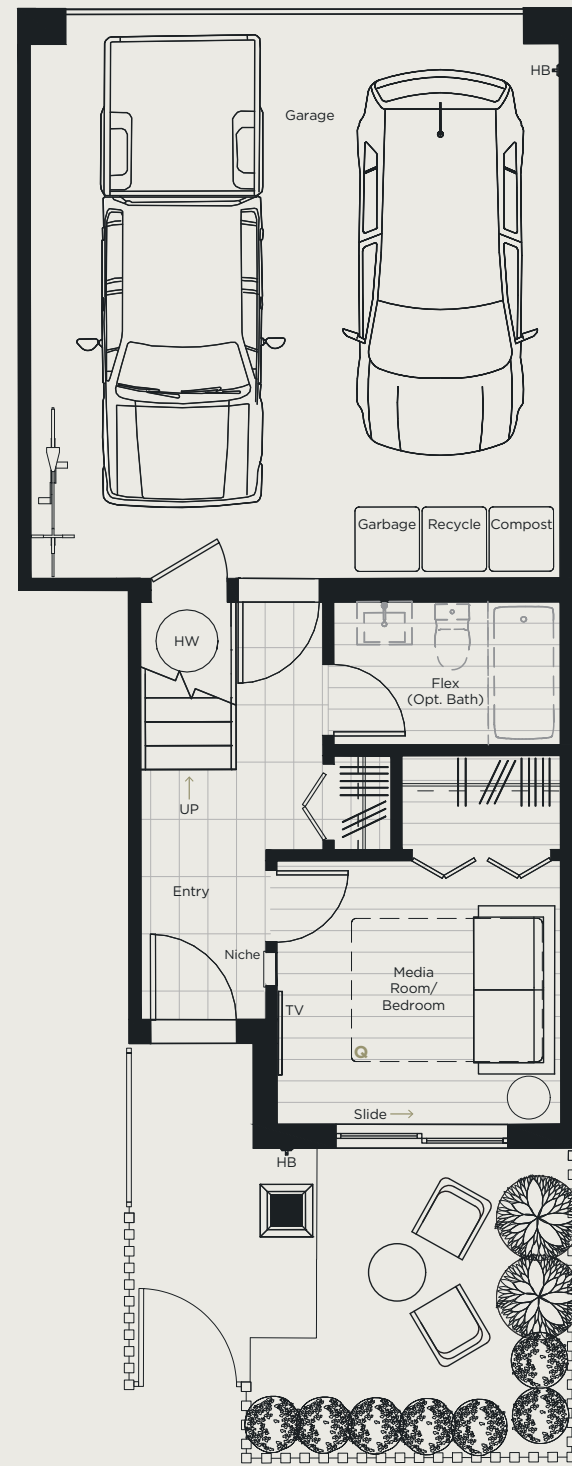 HB
Garage
Garbage Recycle Compost
HW
Flex
(Opt. Bath)
UP
Entry
Niche
Media
Room/
Bedroom
TV
Q
Slide
HB